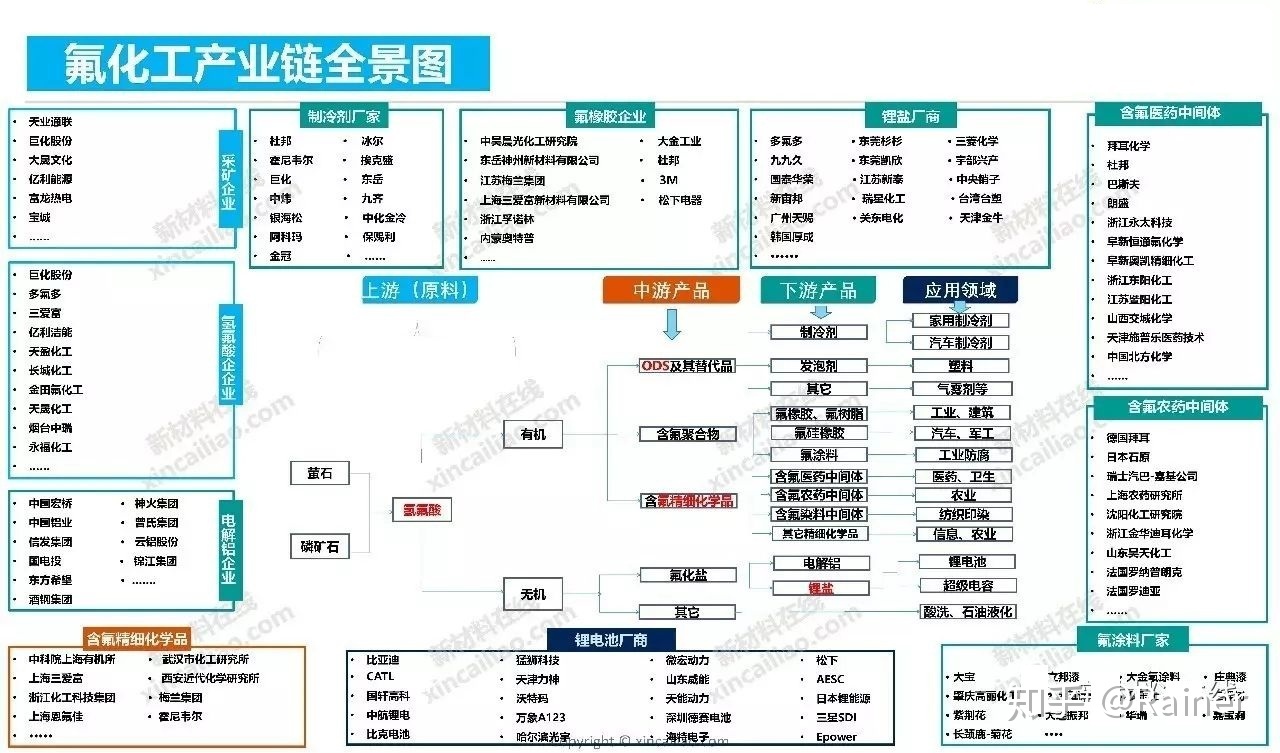 氟化工产业链全景图
采矿企业
天业通联
巨化股份
大晟文化
亿利能源
富龙热电
宝诚
......
制冷剂厂家
杜邦
霍尼韦尔
巨化
中炜
银海松
阿科玛
金冠
冰尔
埃克盛
东岳
九齐
中化金冷
保赐利
......
氟橡胶企业
中昊晨光化工研究院
东岳神州新材料有限公司
江苏梅兰集团
上海三爱富新材料有限公司
浙江孚诺林
内蒙奥特普
......
大金工业
杜邦
3M
松下电器
锂盐厂商
多氟多
九九久
国泰华荣
新宙邦
广州天赐
韩国厚成
......
东莞杉杉
东莞凯欣
江苏新泰
瑞星化工
关东电化
三菱化学
宇部兴产
中央硝子
台湾台塑
天津金牛
含氟医药中间体
拜耳化学
杜邦
巴斯夫
朗盛
浙江永太科技
阜新恒通氟化学
阜新奥凯精细化工
浙江东阳化工
江苏暨阳化工
山西交城化学
天津施普乐医药技术
中国北方化学
......
氢氟酸企业企业
巨化股份
多氟多
三爱富
亿利洁能
天盈化工
长城化工
金田氟化工
天晟化工
烟台中瑞
永福化工
......
上游（原料）
中游产品
下游产品
应用领域
萤石
磷矿石
氢氟酸
有机
无机
ODS及其替代品
含氟聚合物
含氟精细化学品
氟化盐
其它
制冷剂
发泡剂
其它
氟橡胶、氟树脂
氟硅橡胶
氟涂料
含氟医药中间体
含氟农药中间体
含氟染料中间体
其它精细化学品
电解铝
锂盐
家用制冷剂
汽车制冷剂
塑料
气雾剂等
工业、建筑
汽车、军工
工业防腐
医药、卫生
农业
纺织印染
信息、农业
锂电池
超级电容
酸洗、石油液化
含氟农药中间体
德国拜耳
日本石原
瑞士汽巴-嘉基公司
上海农药研究所
沈阳化工研究院
浙江金华迪耳化学
山东昊天化工
法国罗纳普朗克
法国罗迪亚
......
电解铝企业
中国宏桥
中国铝业
信发集团
国电投
东方希望
酒钢集团
神火集团
曾氏集团
云铝股份
锦江集团
.......
含氟精细化学品
中科院上海有机所
上海三爱富
浙江化工科技集团
上海恩氟佳
.....
武汉市化工研究所
西安近代化学研究所
梅兰集团
霍尼韦尔
锂电池厂商
比亚迪
CATL
国轩高科
中航锂电
比克电池
猛狮科技
天津力神
沃特玛
万象A123
哈尔滨光宇
微宏动力
山东威能
天能动力
深圳德赛电池
海特电子
松下
AESC
日本锂能源
三星SDI
Epower
氟涂料厂家
大宝
肇庆高丽化工
紫荆花
长颈鹿-菊花
立邦漆
大金氟涂料
庄典漆
华瑞
嘉宝莉
....
新材料在线
xincailiao.com
知乎 @Rainer
Copyright © xincailiao.com